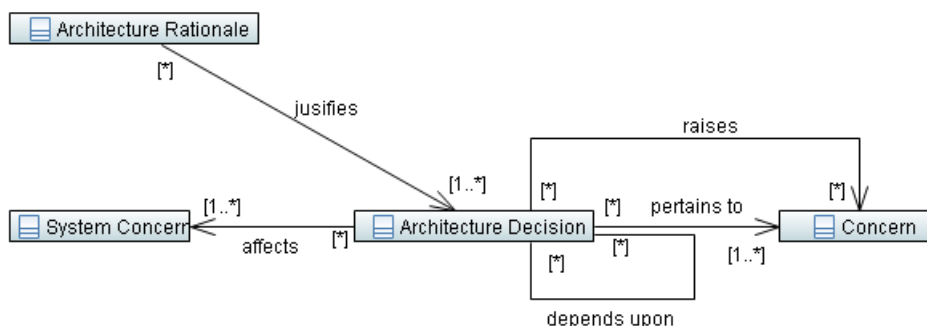 Architecture Rationale
[*]
jusifies
raises
[1..*]
[*]
[*]
[1..*]
[*]
pertains to
System Concern
Architecture Decision
Concern
affects
[*]
[*]
[*]
[1..*]
depends upon